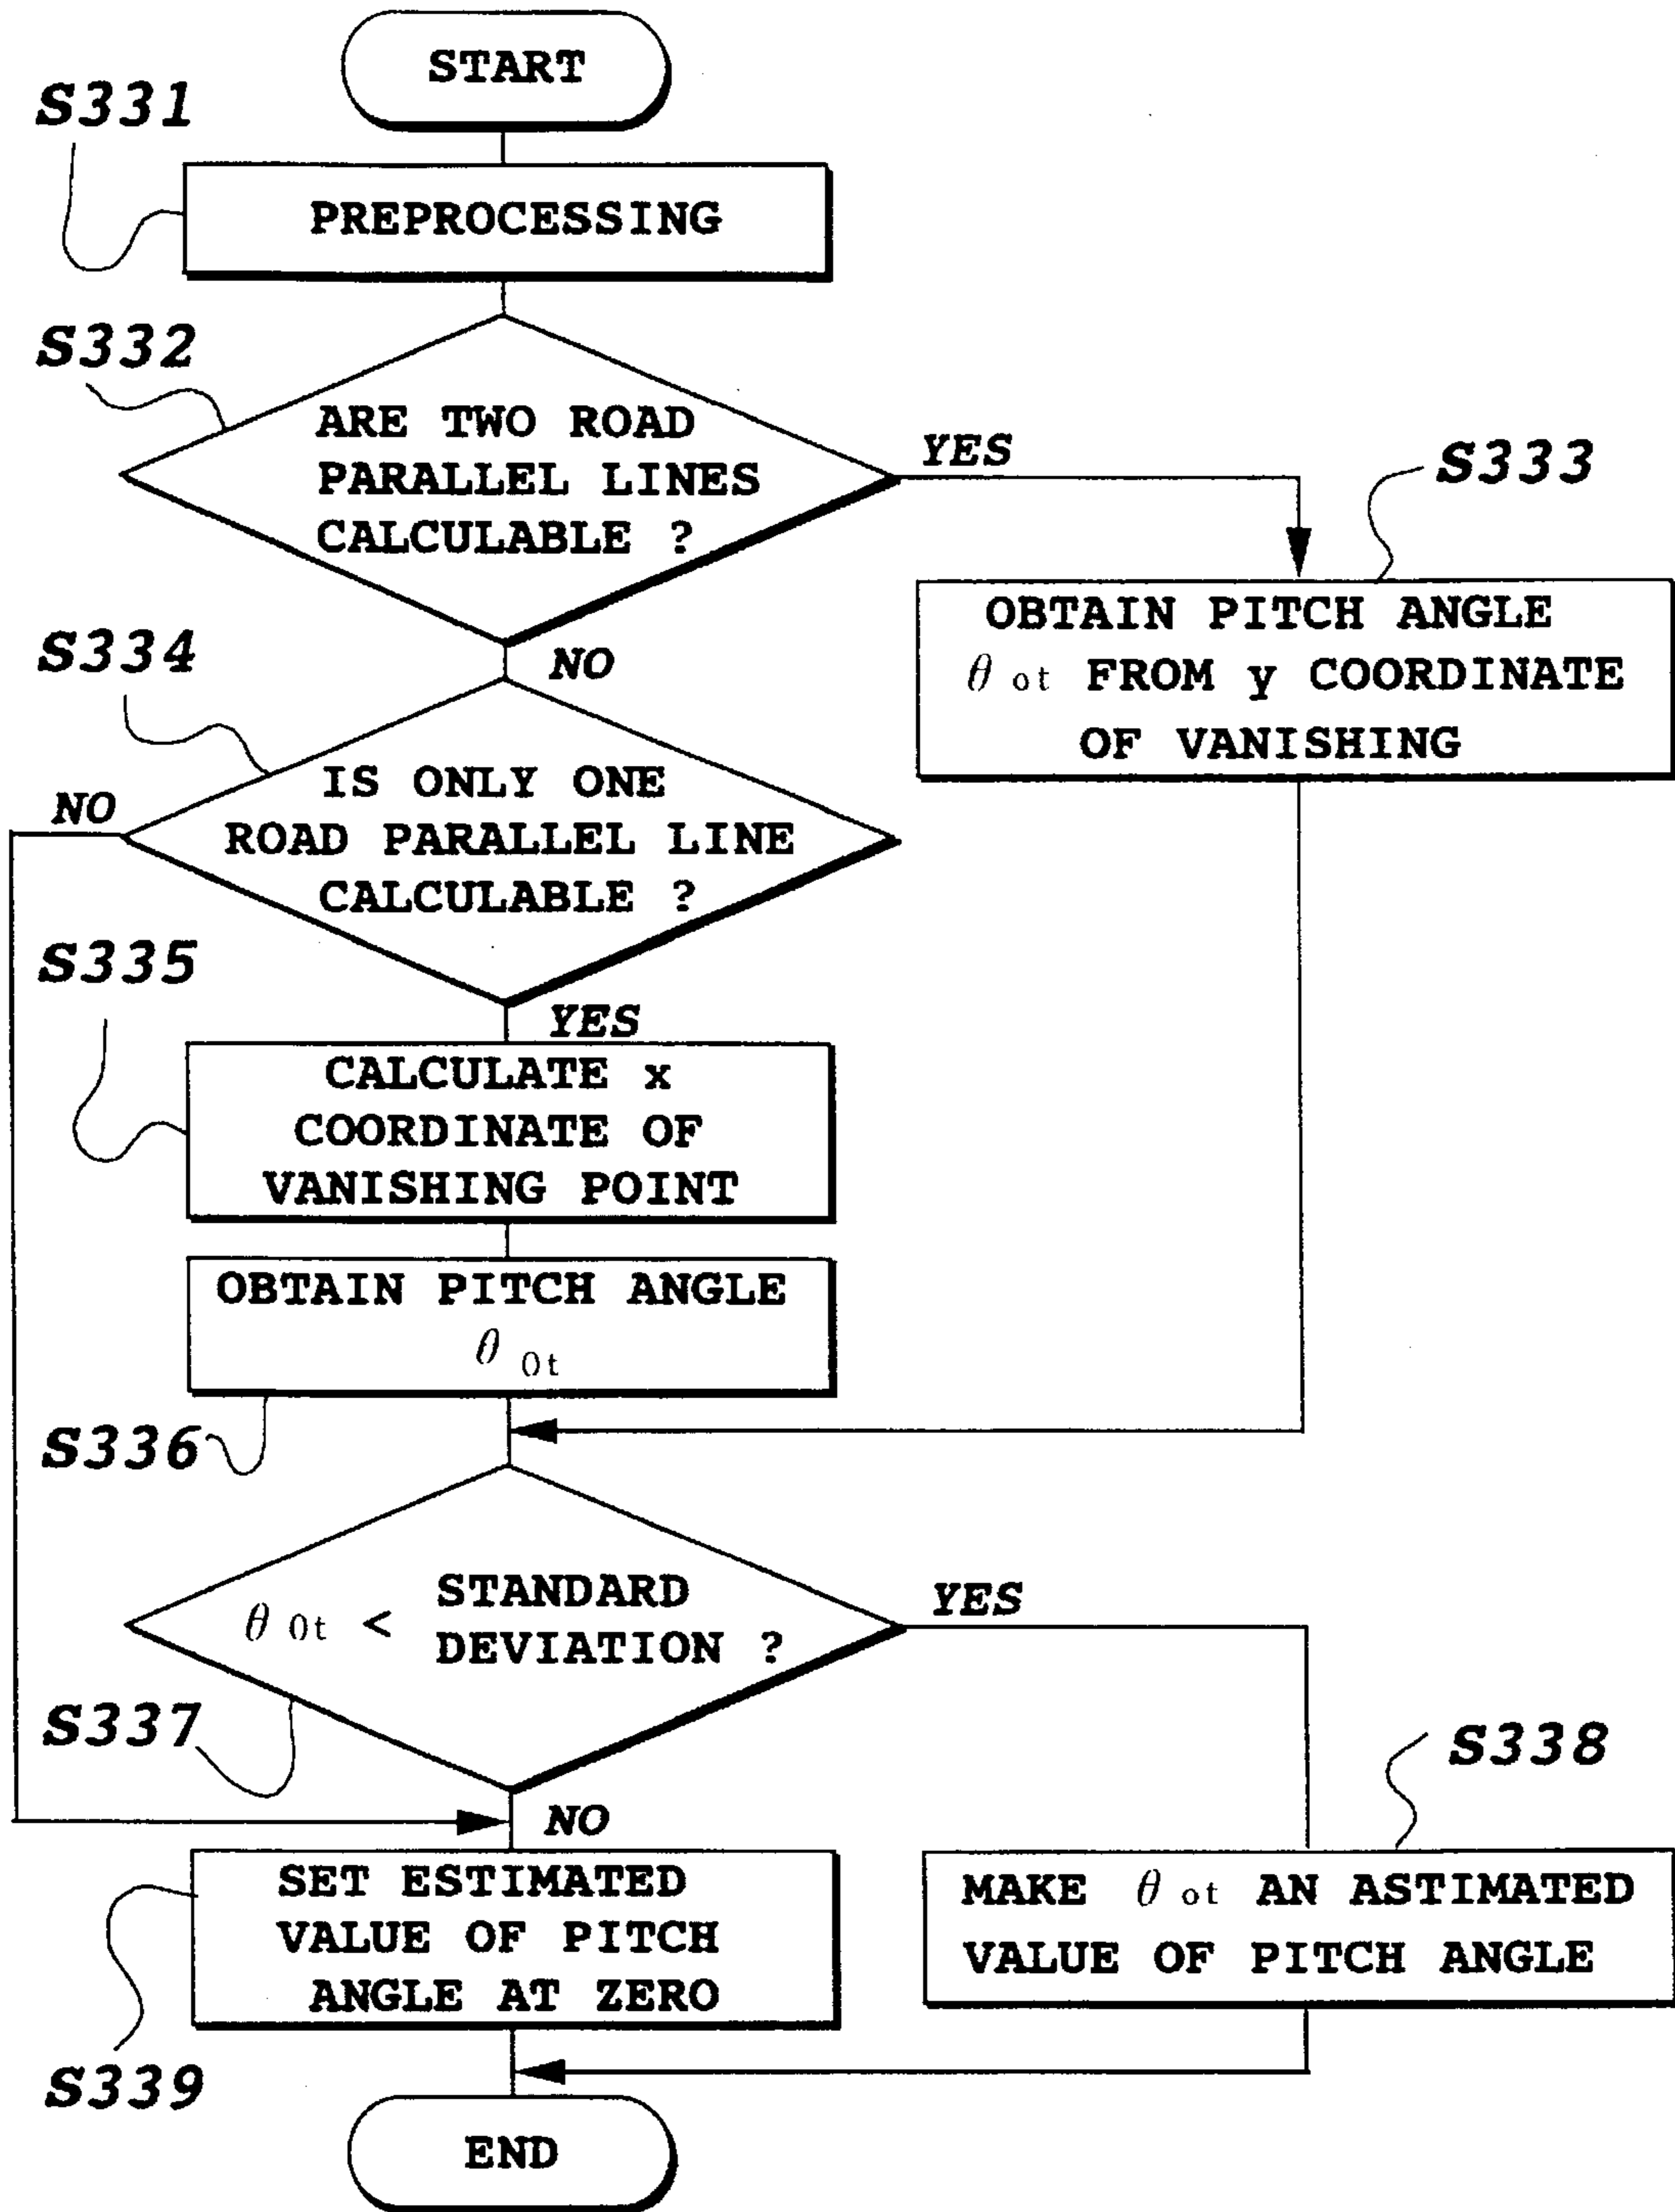 START
S331
PREPROCESSING
S332
ARE TWO ROAD
PARALLEL LINES
CALCULABLE ?
YES
S333
OBTAIN PITCH ANGLE
θ ot FROM y COORDINATE
OF VANISHING
NO
S334
IS ONLY ONE
ROAD PARALLEL LINE
CALCULABLE ?
NO
YES
S335
CALCULATE x
COORDINATE OF
VANISHING POINT
OBTAIN PITCH ANGLE
θ 0t
S336
θ 0t < STANDARD
DEVIATION ?
YES
S337
NO
S338
MAKE θ ot AN ASTIMATED
VALUE OF PITCH ANGLE
SET ESTIMATED
VALUE OF PITCH
ANGLE AT ZERO
S339
END